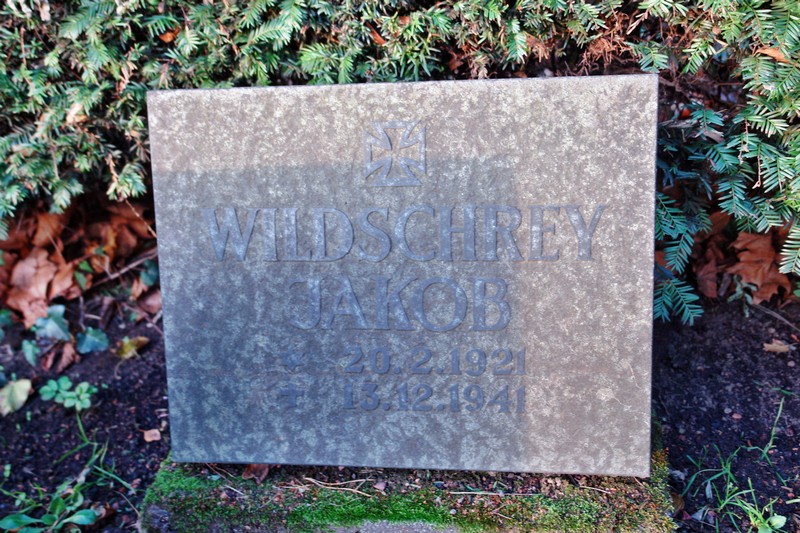 WILDSCHREY
JAKOB
* 20.2.1921
† 13.12.1941